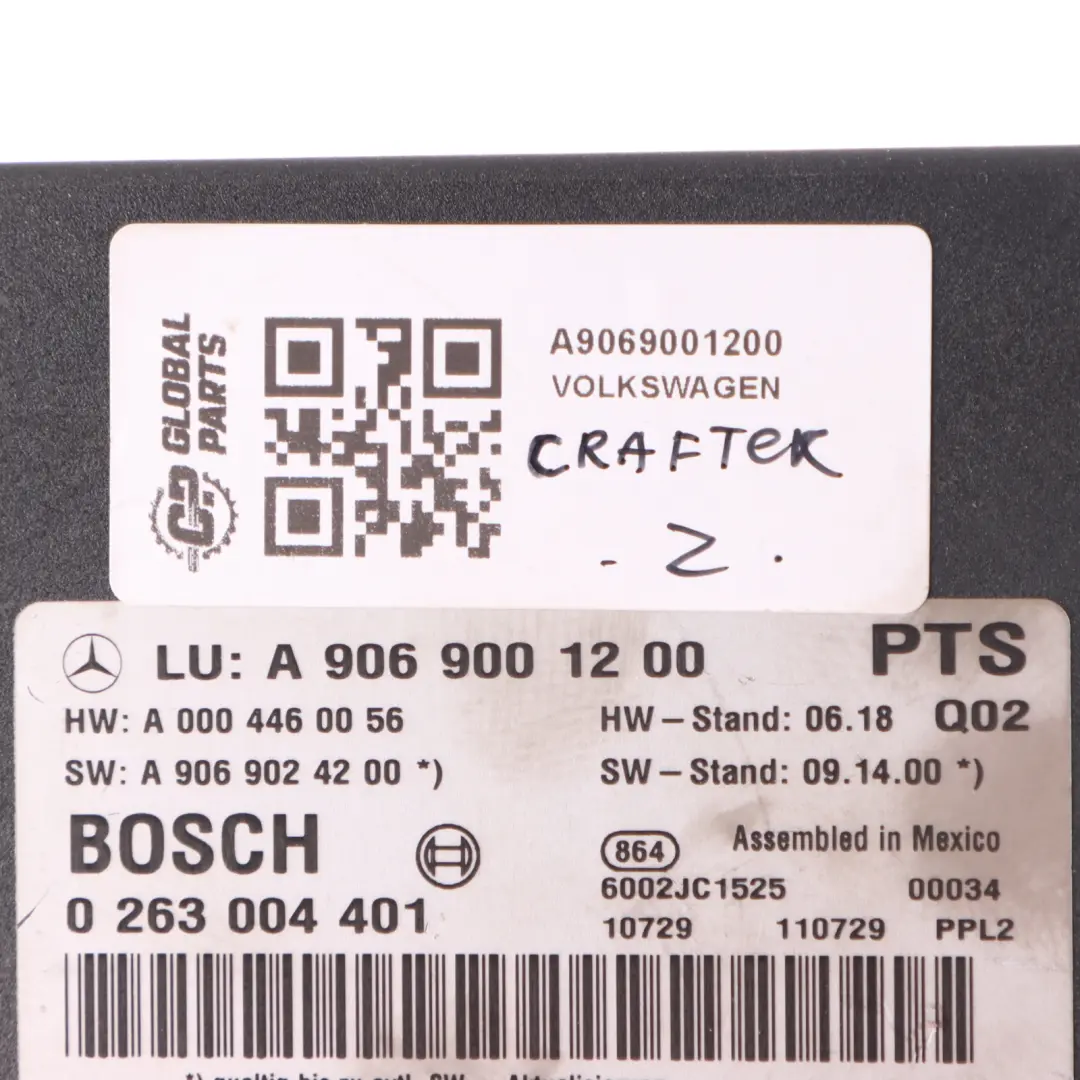 GLOBAL
PARTS
A9069001200
VOLKSWAGEN
CRAFTeR
- 2 .
LU: A 906 900 12 00 PTS
HW: A 000 446 00 56 HW–Stand: 06.18 Q02
SW: A 906 902 42 00 *) SW–Stand: 09.14.00 *)
BOSCH 864 Assembled in Mexico
6002JC1525 00034
0 263 004 401 10729 110729 PPL2